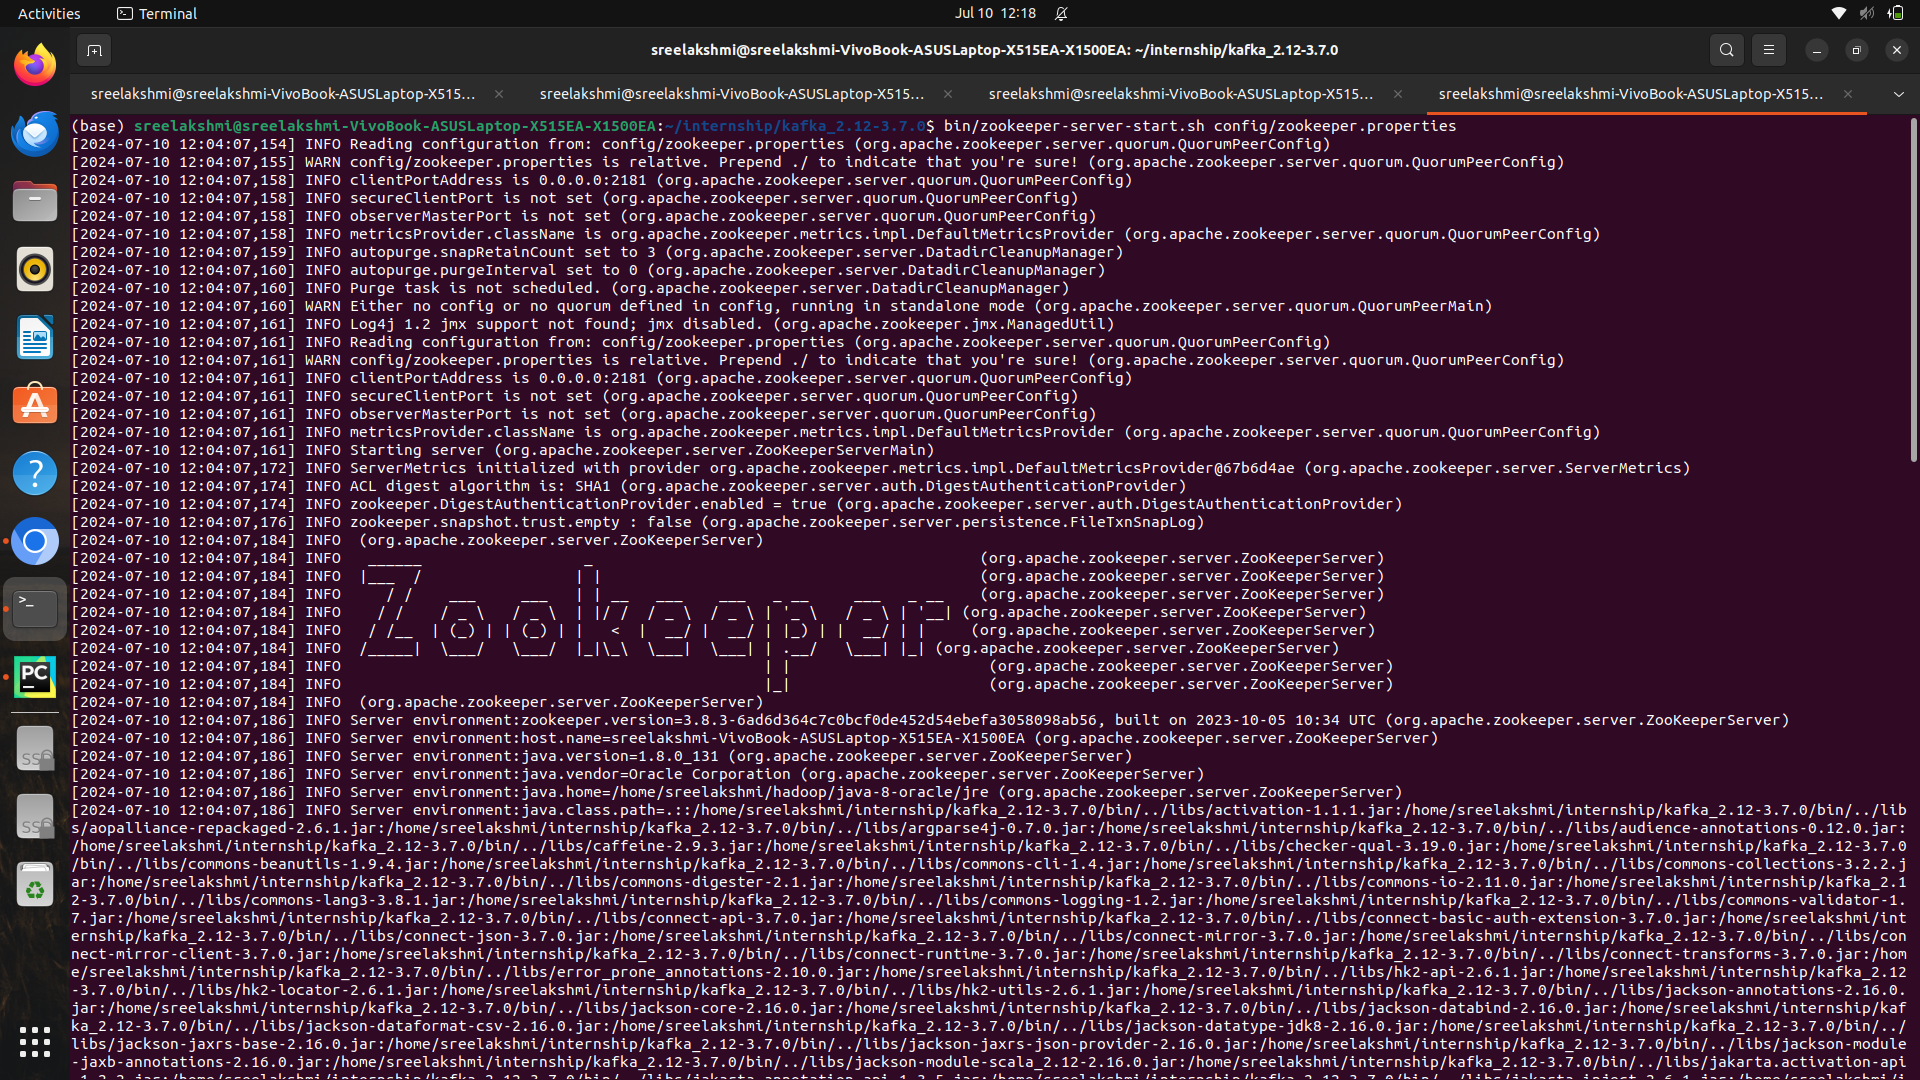 Activities
Terminal
Jul 10 12:18
sreelakshmi@sreelakshmi-VivoBook-ASUSLaptop-X515EA-X1500EA: ~/internship/kafka_2.12-3.7.0
sreelakshmi@sreelakshmi-VivoBook-ASUSLaptop-X515... × sreelakshmi@sreelakshmi-VivoBook-ASUSLaptop-X515... × sreelakshmi@sreelakshmi-VivoBook-ASUSLaptop-X515... × sreelakshmi@sreelakshmi-VivoBook-ASUSLaptop-X515... ×
(base) sreelakshmi@sreelakshmi-VivoBook-ASUSLaptop-X515EA-X1500EA:~/internship/kafka_2.12-3.7.0$ bin/zookeeper-server-start.sh config/zookeeper.properties
[2024-07-10 12:04:07,154] INFO Reading configuration from: config/zookeeper.properties (org.apache.zookeeper.server.quorum.QuorumPeerConfig)
[2024-07-10 12:04:07,155] WARN config/zookeeper.properties is relative. Prepend ./ to indicate that you're sure! (org.apache.zookeeper.server.quorum.QuorumPeerConfig)
[2024-07-10 12:04:07,158] INFO clientPortAddress is 0.0.0.0:2181 (org.apache.zookeeper.server.quorum.QuorumPeerConfig)
[2024-07-10 12:04:07,158] INFO secureClientPort is not set (org.apache.zookeeper.server.quorum.QuorumPeerConfig)
[2024-07-10 12:04:07,158] INFO observerMasterPort is not set (org.apache.zookeeper.server.quorum.QuorumPeerConfig)
[2024-07-10 12:04:07,158] INFO metricsProvider.className is org.apache.zookeeper.metrics.impl.DefaultMetricsProvider (org.apache.zookeeper.server.quorum.QuorumPeerConfig)
[2024-07-10 12:04:07,159] INFO autopurge.snapRetainCount set to 3 (org.apache.zookeeper.server.DatadirCleanupManager)
[2024-07-10 12:04:07,160] INFO autopurge.purgeInterval set to 0 (org.apache.zookeeper.server.DatadirCleanupManager)
[2024-07-10 12:04:07,160] INFO Purge task is not scheduled. (org.apache.zookeeper.server.DatadirCleanupManager)
[2024-07-10 12:04:07,160] WARN Either no config or no quorum defined in config, running in standalone mode (org.apache.zookeeper.server.quorum.QuorumPeerMain)
[2024-07-10 12:04:07,161] INFO Log4j 1.2 jmx support not found; jmx disabled. (org.apache.zookeeper.jmx.ManagedUtil)
[2024-07-10 12:04:07,161] INFO Reading configuration from: config/zookeeper.properties (org.apache.zookeeper.server.quorum.QuorumPeerConfig)
[2024-07-10 12:04:07,161] WARN config/zookeeper.properties is relative. Prepend ./ to indicate that you're sure! (org.apache.zookeeper.server.quorum.QuorumPeerConfig)
[2024-07-10 12:04:07,161] INFO clientPortAddress is 0.0.0.0:2181 (org.apache.zookeeper.server.quorum.QuorumPeerConfig)
[2024-07-10 12:04:07,161] INFO secureClientPort is not set (org.apache.zookeeper.server.quorum.QuorumPeerConfig)
[2024-07-10 12:04:07,161] INFO observerMasterPort is not set (org.apache.zookeeper.server.quorum.QuorumPeerConfig)
[2024-07-10 12:04:07,161] INFO metricsProvider.className is org.apache.zookeeper.metrics.impl.DefaultMetricsProvider (org.apache.zookeeper.server.quorum.QuorumPeerConfig)
[2024-07-10 12:04:07,161] INFO Starting server (org.apache.zookeeper.server.ZooKeeperServerMain)
[2024-07-10 12:04:07,172] INFO ServerMetrics initialized with provider org.apache.zookeeper.metrics.impl.DefaultMetricsProvider@67b6d4ae (org.apache.zookeeper.server.ServerMetrics)
[2024-07-10 12:04:07,174] INFO ACL digest algorithm is: SHA1 (org.apache.zookeeper.server.auth.DigestAuthenticationProvider)
[2024-07-10 12:04:07,174] INFO zookeeper.DigestAuthenticationProvider.enabled = true (org.apache.zookeeper.server.auth.DigestAuthenticationProvider)
[2024-07-10 12:04:07,176] INFO zookeeper.snapshot.trust.empty : false (org.apache.zookeeper.server.persistence.FileTxnSnapLog)
[2024-07-10 12:04:07,184] INFO  (org.apache.zookeeper.server.ZooKeeperServer)
[2024-07-10 12:04:07,184] INFO   ______                  _                                           (org.apache.zookeeper.server.ZooKeeperServer)
[2024-07-10 12:04:07,184] INFO  |___  /                 | |                                          (org.apache.zookeeper.server.ZooKeeperServer)
[2024-07-10 12:04:07,184] INFO     / /    ___     ___   | | __   ___    ___   _ __     ___   _ __    (org.apache.zookeeper.server.ZooKeeperServer)
[2024-07-10 12:04:07,184] INFO    / /    / _ \   / _ \  | |/ /  / _ \  / _ \ | '_ \   / _ \ | '__| (org.apache.zookeeper.server.ZooKeeperServer)
[2024-07-10 12:04:07,184] INFO   / /__  | (_) | | (_) | |   <  |  __/ |  __/ | |_) | |  __/ | |     (org.apache.zookeeper.server.ZooKeeperServer)
[2024-07-10 12:04:07,184] INFO  /_____|  \___/   \___/  |_|\_\  \___|  \___| | .__/   \___| |_| (org.apache.zookeeper.server.ZooKeeperServer)
[2024-07-10 12:04:07,184] INFO                                               | |                      (org.apache.zookeeper.server.ZooKeeperServer)
[2024-07-10 12:04:07,184] INFO                                               |_|                      (org.apache.zookeeper.server.ZooKeeperServer)
[2024-07-10 12:04:07,184] INFO  (org.apache.zookeeper.server.ZooKeeperServer)
[2024-07-10 12:04:07,186] INFO Server environment:zookeeper.version=3.8.3-6ad6d364c7c0bcf0de452d54ebefa3058098ab56, built on 2023-10-05 10:34 UTC (org.apache.zookeeper.server.ZooKeeperServer)
[2024-07-10 12:04:07,186] INFO Server environment:host.name=sreelakshmi-VivoBook-ASUSLaptop-X515EA-X1500EA (org.apache.zookeeper.server.ZooKeeperServer)
[2024-07-10 12:04:07,186] INFO Server environment:java.version=1.8.0_131 (org.apache.zookeeper.server.ZooKeeperServer)
[2024-07-10 12:04:07,186] INFO Server environment:java.vendor=Oracle Corporation (org.apache.zookeeper.server.ZooKeeperServer)
[2024-07-10 12:04:07,186] INFO Server environment:java.home=/home/sreelakshmi/hadoop/java-8-oracle/jre (org.apache.zookeeper.server.ZooKeeperServer)
[2024-07-10 12:04:07,186] INFO Server environment:java.class.path=.::/home/sreelakshmi/internship/kafka_2.12-3.7.0/bin/../libs/activation-1.1.1.jar:/home/sreelakshmi/internship/kafka_2.12-3.7.0/bin/../lib
s/aopalliance-repackaged-2.6.1.jar:/home/sreelakshmi/internship/kafka_2.12-3.7.0/bin/../libs/argparse4j-0.7.0.jar:/home/sreelakshmi/internship/kafka_2.12-3.7.0/bin/../libs/audience-annotations-0.12.0.jar:
/home/sreelakshmi/internship/kafka_2.12-3.7.0/bin/../libs/caffeine-2.9.3.jar:/home/sreelakshmi/internship/kafka_2.12-3.7.0/bin/../libs/checker-qual-3.19.0.jar:/home/sreelakshmi/internship/kafka_2.12-3.7.0
/bin/../libs/commons-beanutils-1.9.4.jar:/home/sreelakshmi/internship/kafka_2.12-3.7.0/bin/../libs/commons-cli-1.4.jar:/home/sreelakshmi/internship/kafka_2.12-3.7.0/bin/../libs/commons-collections-3.2.2.j
ar:/home/sreelakshmi/internship/kafka_2.12-3.7.0/bin/../libs/commons-digester-2.1.jar:/home/sreelakshmi/internship/kafka_2.12-3.7.0/bin/../libs/commons-io-2.11.0.jar:/home/sreelakshmi/internship/kafka_2.1
2-3.7.0/bin/../libs/commons-lang3-3.8.1.jar:/home/sreelakshmi/internship/kafka_2.12-3.7.0/bin/../libs/commons-logging-1.2.jar:/home/sreelakshmi/internship/kafka_2.12-3.7.0/bin/../libs/commons-validator-1.
7.jar:/home/sreelakshmi/internship/kafka_2.12-3.7.0/bin/../libs/connect-api-3.7.0.jar:/home/sreelakshmi/internship/kafka_2.12-3.7.0/bin/../libs/connect-basic-auth-extension-3.7.0.jar:/home/sreelakshmi/int
ernship/kafka_2.12-3.7.0/bin/../libs/connect-json-3.7.0.jar:/home/sreelakshmi/internship/kafka_2.12-3.7.0/bin/../libs/connect-mirror-3.7.0.jar:/home/sreelakshmi/internship/kafka_2.12-3.7.0/bin/../libs/con
nect-mirror-client-3.7.0.jar:/home/sreelakshmi/internship/kafka_2.12-3.7.0/bin/../libs/connect-runtime-3.7.0.jar:/home/sreelakshmi/internship/kafka_2.12-3.7.0/bin/../libs/connect-transforms-3.7.0.jar:/hom
e/sreelakshmi/internship/kafka_2.12-3.7.0/bin/../libs/error_prone_annotations-2.10.0.jar:/home/sreelakshmi/internship/kafka_2.12-3.7.0/bin/../libs/hk2-api-2.6.1.jar:/home/sreelakshmi/internship/kafka_2.12
-3.7.0/bin/../libs/hk2-locator-2.6.1.jar:/home/sreelakshmi/internship/kafka_2.12-3.7.0/bin/../libs/hk2-utils-2.6.1.jar:/home/sreelakshmi/internship/kafka_2.12-3.7.0/bin/../libs/jackson-annotations-2.16.0.
jar:/home/sreelakshmi/internship/kafka_2.12-3.7.0/bin/../libs/jackson-core-2.16.0.jar:/home/sreelakshmi/internship/kafka_2.12-3.7.0/bin/../libs/jackson-databind-2.16.0.jar:/home/sreelakshmi/internship/kaf
ka_2.12-3.7.0/bin/../libs/jackson-dataformat-csv-2.16.0.jar:/home/sreelakshmi/internship/kafka_2.12-3.7.0/bin/../libs/jackson-datatype-jdk8-2.16.0.jar:/home/sreelakshmi/internship/kafka_2.12-3.7.0/bin/../
libs/jackson-jaxrs-base-2.16.0.jar:/home/sreelakshmi/internship/kafka_2.12-3.7.0/bin/../libs/jackson-jaxrs-json-provider-2.16.0.jar:/home/sreelakshmi/internship/kafka_2.12-3.7.0/bin/../libs/jackson-module
-jaxb-annotations-2.16.0.jar:/home/sreelakshmi/internship/kafka_2.12-3.7.0/bin/../libs/jackson-module-scala_2.12-2.16.0.jar:/home/sreelakshmi/internship/kafka_2.12-3.7.0/bin/../libs/jakarta.activation-api
PC